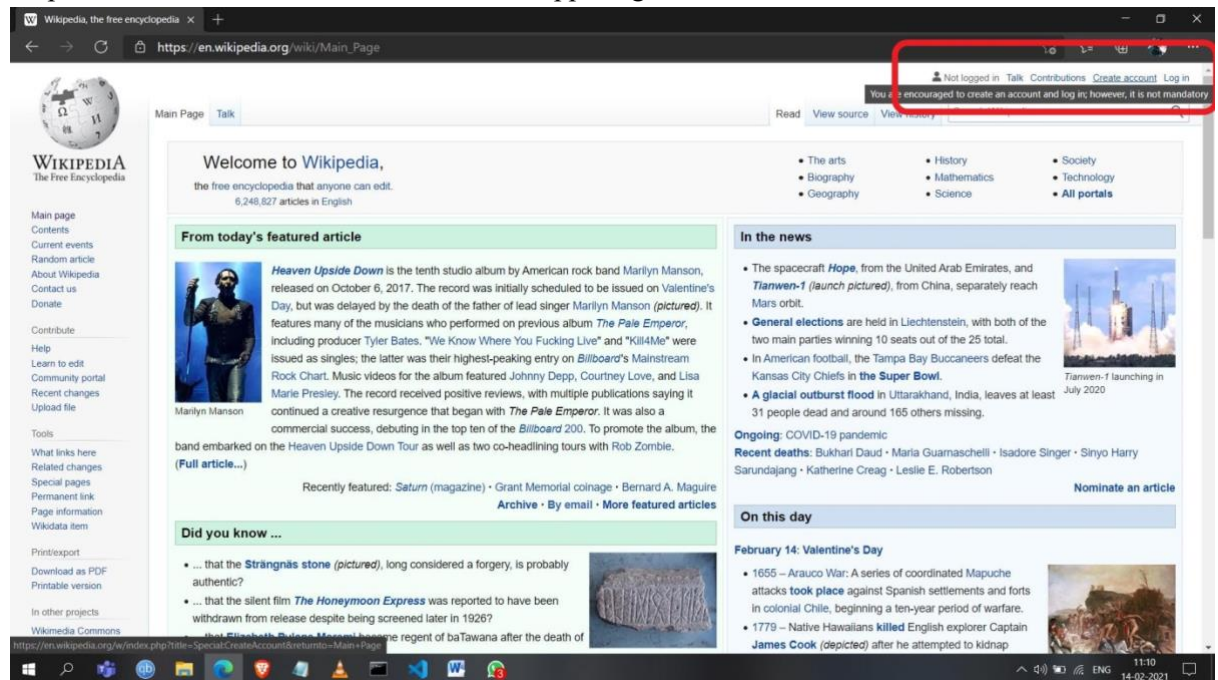 Wikipedia, the free encyclopedia
https://en.wikipedia.org/wiki/Main_Page
Not logged in Talk Contributions Create account Log in
You are encouraged to create an account and log in; however, it is not mandatory
Main Page Talk
Read View source View history
WIKIPEDIA
The Free Encyclopedia
Main page
Contents
Current events
Random article
About Wikipedia
Contact us
Donate
Contribute
Help
Learn to edit
Community portal
Recent changes
Upload file
Tools
What links here
Related changes
Special pages
Permanent link
Page information
Wikidata item
Print/export
Download as PDF
Printable version
In other projects
Wikimedia Commons
Welcome to Wikipedia,
the free encyclopedia that anyone can edit.
6,248,827 articles in English
• The arts
• Biography
• Geography
• History
• Mathematics
• Science
• Society
• Technology
• All portals
From today's featured article
Heaven Upside Down is the tenth studio album by American rock band Marilyn Manson,
released on October 6, 2017. The record was initially scheduled to be issued on Valentine's
Day, but was delayed by the death of the father of lead singer Marilyn Manson (pictured). It
features many of the musicians who performed on previous album The Pale Emperor,
including producer Tyler Bates. "We Know Where You Fucking Live" and "Kill4Me" were
issued as singles; the latter was their highest-peaking entry on Billboard's Mainstream
Rock Chart. Music videos for the album featured Johnny Depp, Courtney Love, and Lisa
Marie Presley. The record received positive reviews, with multiple publications saying it
continued a creative resurgence that began with The Pale Emperor. It was also a
commercial success, debuting in the top ten of the Billboard 200. To promote the album, the
band embarked on the Heaven Upside Down Tour as well as two co-headlining tours with Rob Zombie.
(Full article...)
Marilyn Manson
Recently featured: Saturn (magazine) · Grant Memorial coinage · Bernard A. Maguire
Archive · By email · More featured articles
Did you know ...
• ... that the Strängnäs stone (pictured), long considered a forgery, is probably
authentic?
• ... that the silent film The Honeymoon Express was reported to have been
withdrawn from release despite being screened later in 1926?
regent of baTawana after the death of
In the news
• The spacecraft Hope, from the United Arab Emirates, and
Tianwen-1 (launch pictured), from China, separately reach
Mars orbit.
• General elections are held in Liechtenstein, with both of the
two main parties winning 10 seats out of the 25 total.
• In American football, the Tampa Bay Buccaneers defeat the
Kansas City Chiefs in the Super Bowl.
• A glacial outburst flood in Uttarakhand, India, leaves at least
31 people dead and around 165 others missing.
Tianwen-1 launching in
July 2020
Ongoing: COVID-19 pandemic
Recent deaths: Bukhari Daud · Maria Guarnaschelli · Isadore Singer · Sinyo Harry
Sarundajang · Katherine Creag · Leslie E. Robertson
Nominate an article
On this day
February 14: Valentine's Day
• 1655 – Arauco War: A series of coordinated Mapuche
attacks took place against Spanish settlements and forts
in colonial Chile, beginning a ten-year period of warfare.
• 1779 – Native Hawaiians killed English explorer Captain
James Cook (depicted) after he attempted to kidnap
https://en.wikipedia.org/w/index.php?title=Special:CreateAccount&returnto=Main+Page
ENG
11:10
14-02-2021